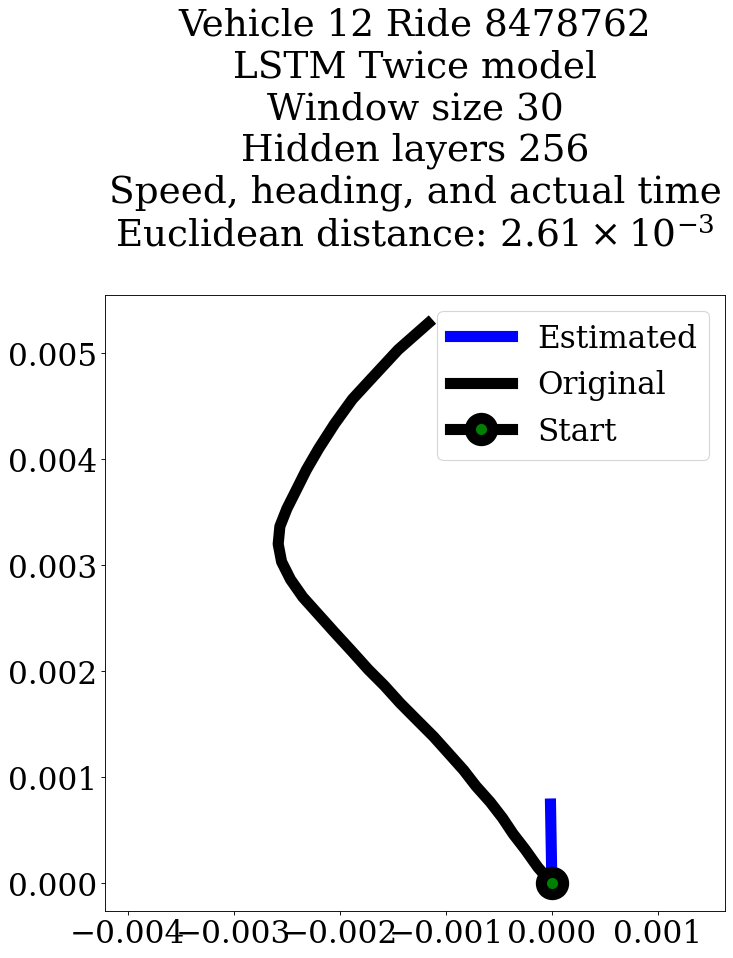 Vehicle 12 Ride 8478762
LSTM Twice model
Window size 30
Hidden layers 256
Speed, heading, and actual time
Euclidean distance: 2.61 × 10⁻³
Estimated
Original
Start
0.005
0.004
0.003
0.002
0.001
0.000
−0.004 −0.003 −0.002 −0.001 0.000 0.001